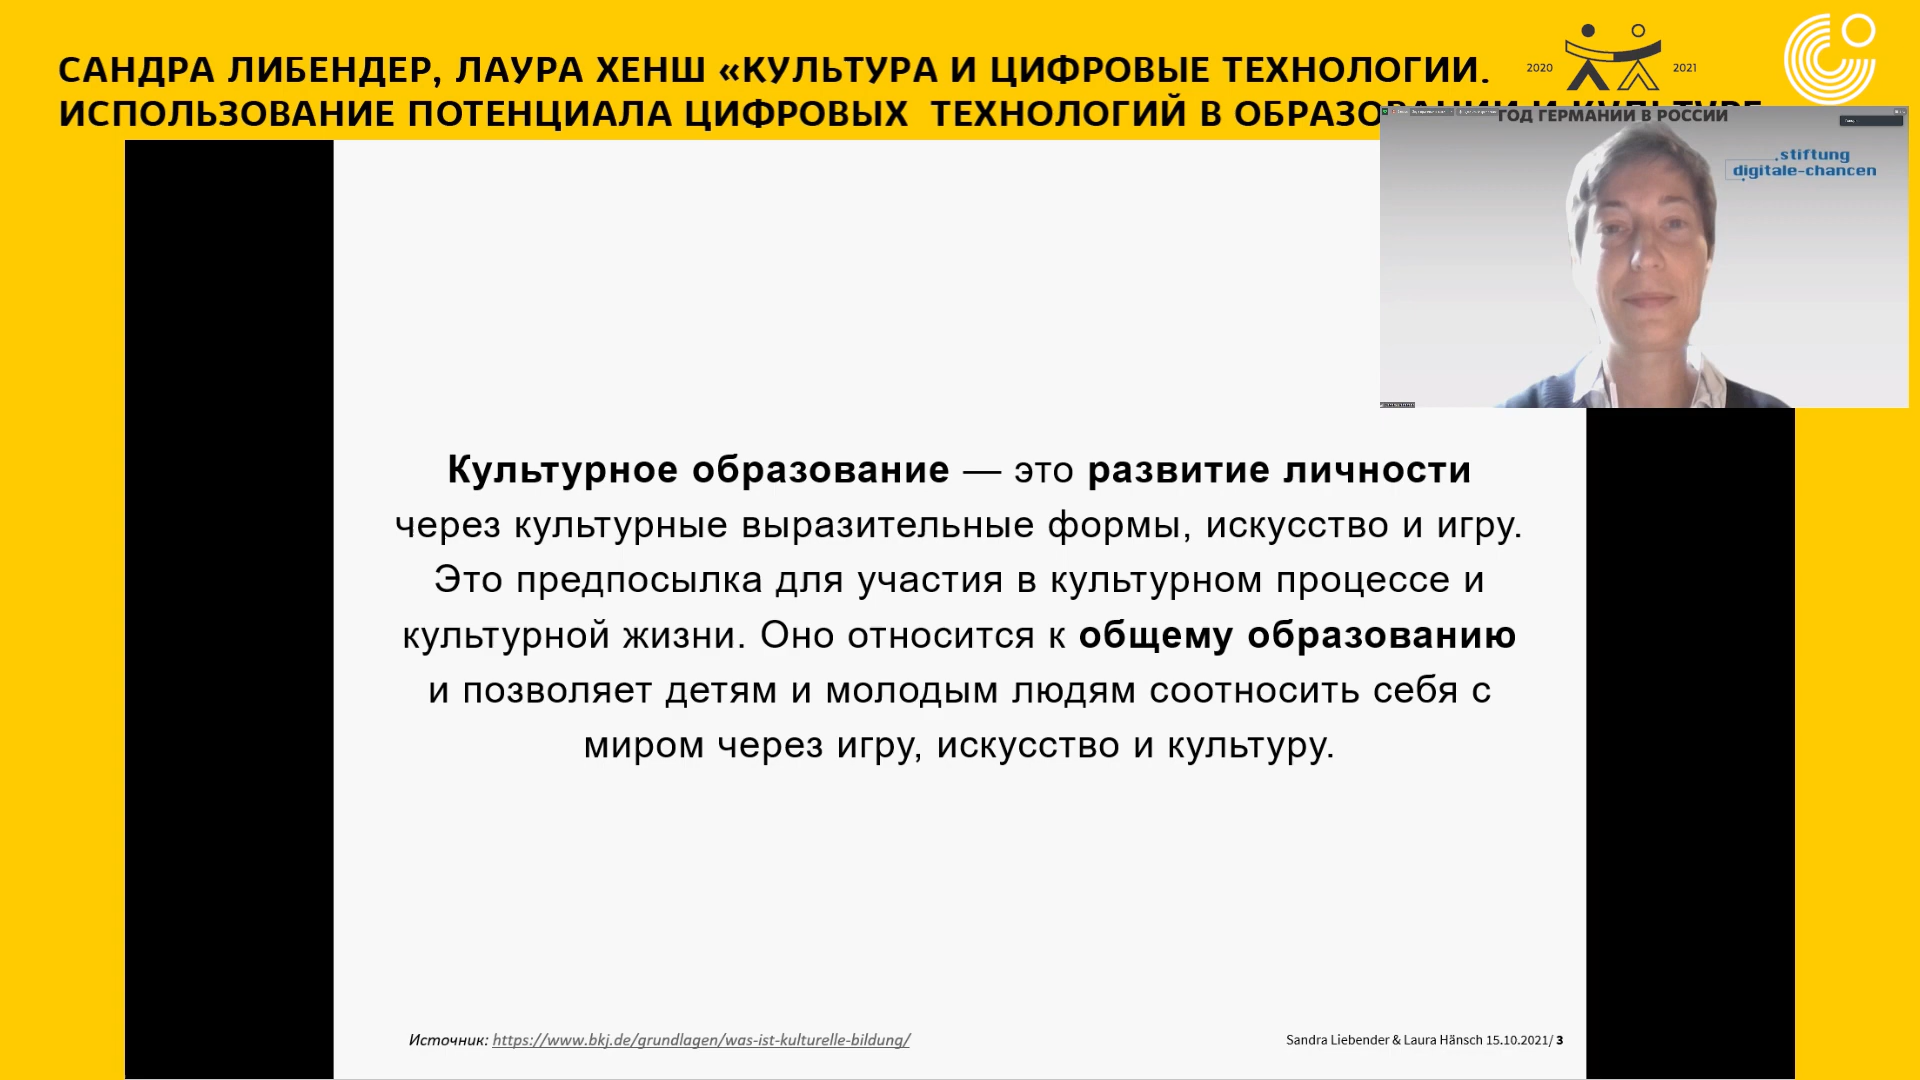 САНДРА ЛИБЕНДЕР, ЛАУРА ХЕНШ «КУЛЬТУРА И ЦИФРОВЫЕ ТЕХНОЛОГИИ.
ИСПОЛЬЗОВАНИЕ ПОТЕНЦИАЛА ЦИФРОВЫХ ТЕХНОЛОГИЙ В ОБРАЗОВАНИИ И КУЛЬТУРЕ
2020 2021
ГОД ГЕРМАНИИ В РОССИИ
stiftung
digitale-chancen
Культурное образование — это развитие личности
через культурные выразительные формы, искусство и игру.
Это предпосылка для участия в культурном процессе и
культурной жизни. Оно относится к общему образованию
и позволяет детям и молодым людям соотносить себя с
миром через игру, искусство и культуру.
Источник: https://www.bkj.de/grundlagen/was-ist-kulturelle-bildung/
Sandra Liebender & Laura Hänsch 15.10.2021/ 3